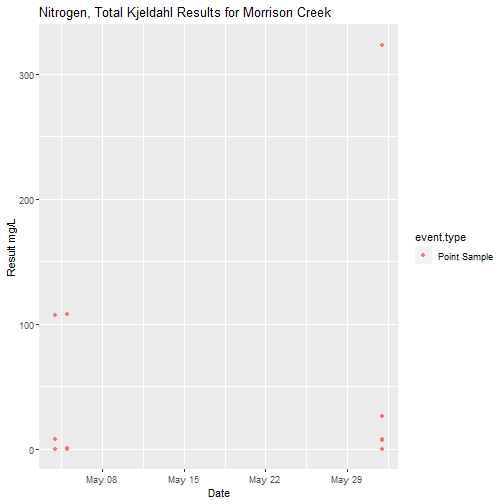 Nitrogen, Total Kjeldahl Results for Morrison Creek
300
200
100
0
Result mg/L
May 08
May 15
May 22
May 29
Date
event.type
Point Sample